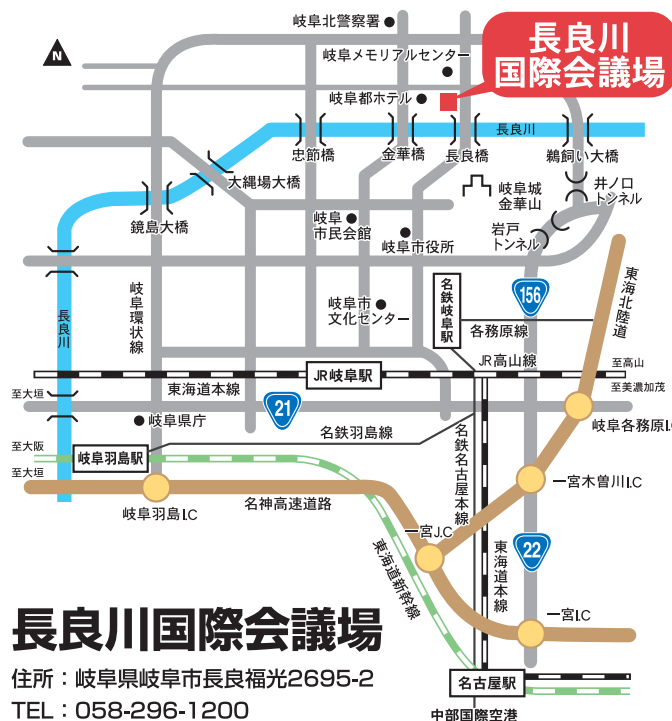 岐阜北警察署
N
岐阜メモリアルセンター
長良川
国際会議場
岐阜都ホテル
長良川
忠節橋
金華橋
長良橋
鵜飼い大橋
大縄場大橋
岐阜城
金華山
井ノ口
トンネル
鏡島大橋
岐阜
市民会館
岐阜市役所
岩戸
トンネル
156
東海北陸道
名鉄岐阜駅
岐阜環状線
長良川
岐阜市
文化センター
各務原線
JR高山線
至高山
JR岐阜駅
東海道本線
至美濃加茂
至大垣
21
岐阜県庁
名鉄羽島線
岐阜各務原I.C
至大阪
岐阜羽島駅
名鉄名古屋本線
至大垣
一宮木曽川I.C
岐阜羽島I.C
名神高速道路
一宮J.C
東海道本線
22
東海道新幹線
一宮I.C
長良川国際会議場
住所：岐阜県岐阜市長良福光2695-2
名古屋駅
TEL：058-296-1200
中部国際空港